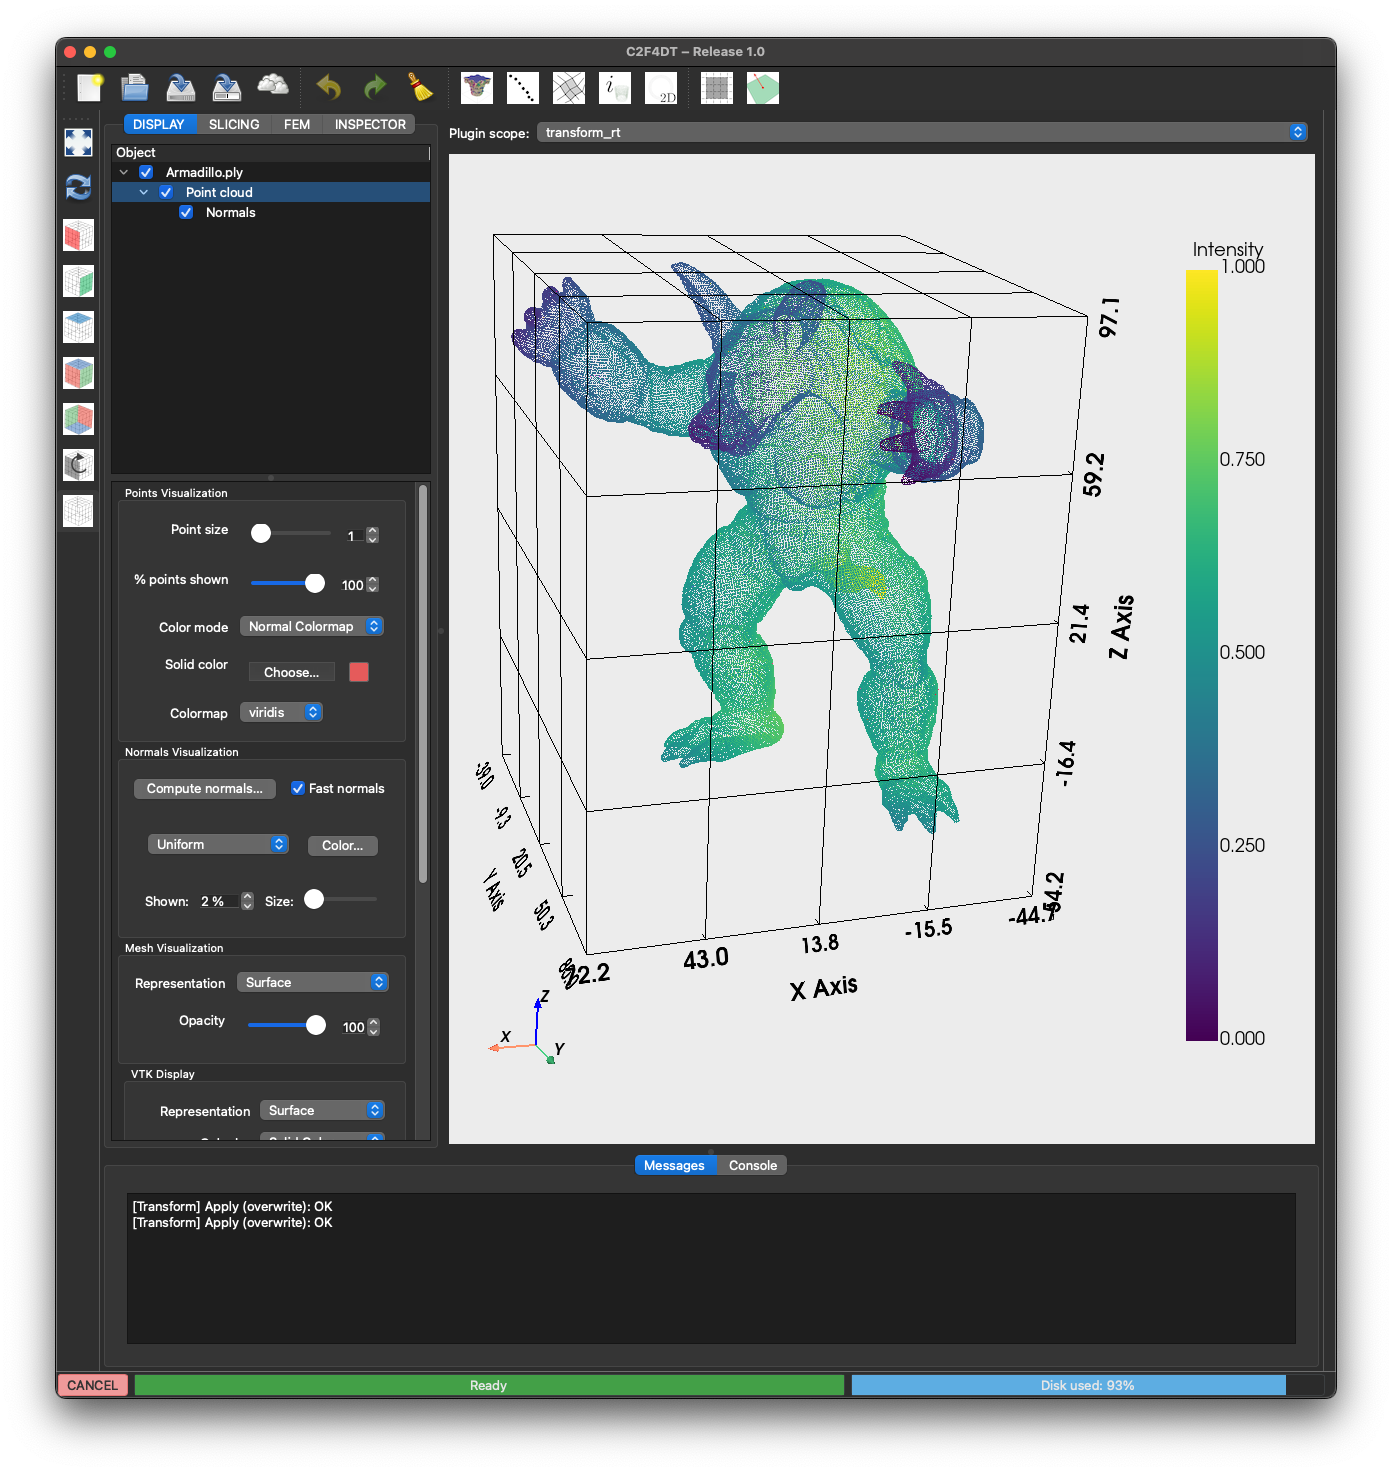 C2F4DT – Release 1.0
i
2D
DISPLAY SLICING FEM INSPECTOR
Plugin scope: transform_rt
Object
Armadillo.ply
Point cloud
Normals
Points Visualization
Point size 1
% points shown 100
Color mode Normal Colormap
Solid color Choose...
Colormap viridis
Normals Visualization
Compute normals... Fast normals
Uniform Color...
Shown: 2 % Size:
Mesh Visualization
Representation Surface
Opacity 100
VTK Display
Representation Surface
Intensity
1.000
0.750
0.500
0.250
0.000
97.1
59.2
21.4
-16.4
-54.2
Z Axis
-39.0
-9.3
20.5
50.3
Y Axis
72.2
43.0
13.8
-15.5
-44.7
X Axis
Z
X
Y
Messages Console
[Transform] Apply (overwrite): OK
[Transform] Apply (overwrite): OK
CANCEL Ready Disk used: 93%